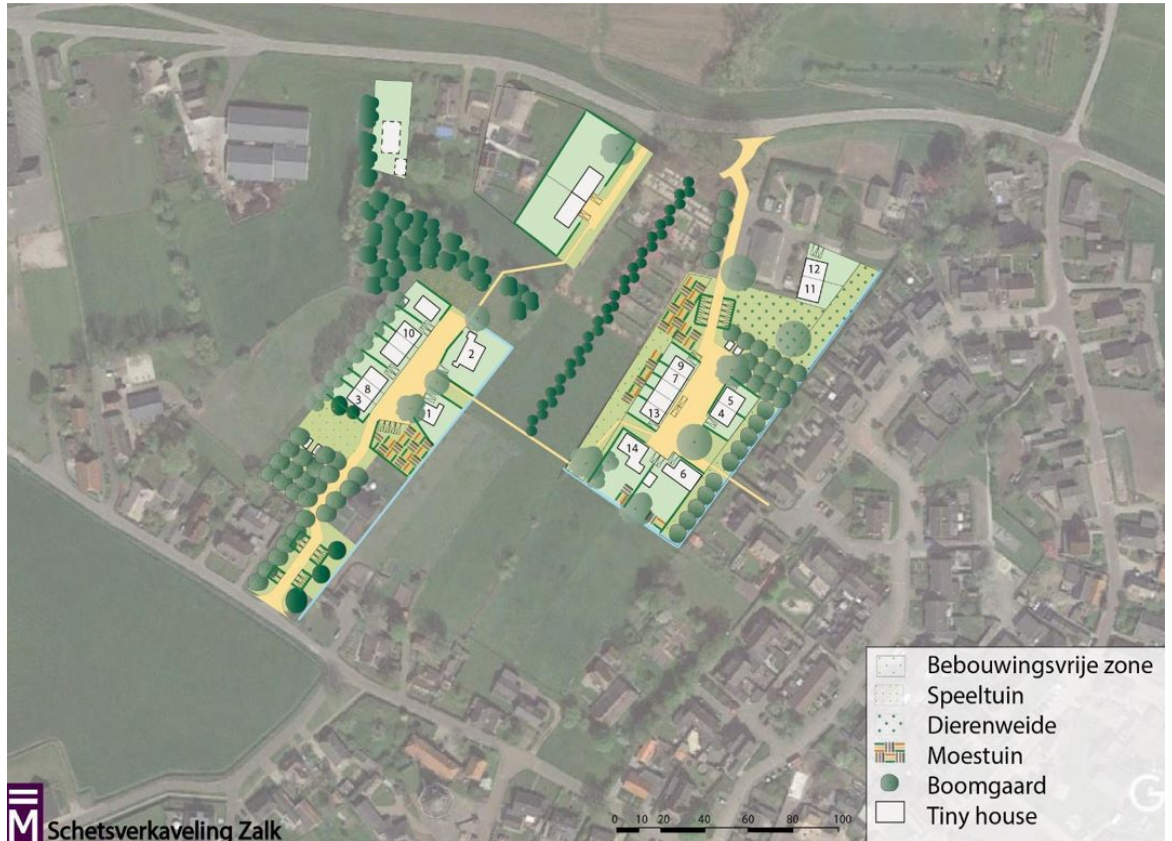 12
11
10
2
8
3
1
9
7
13
5
4
14
6
Bebouwingsvrije zone
Speeltuin
Dierenweide
Moestuin
Boomgaard
Tiny house
0 10 20 40 60 80 100
G
M Schetsverkaveling Zalk